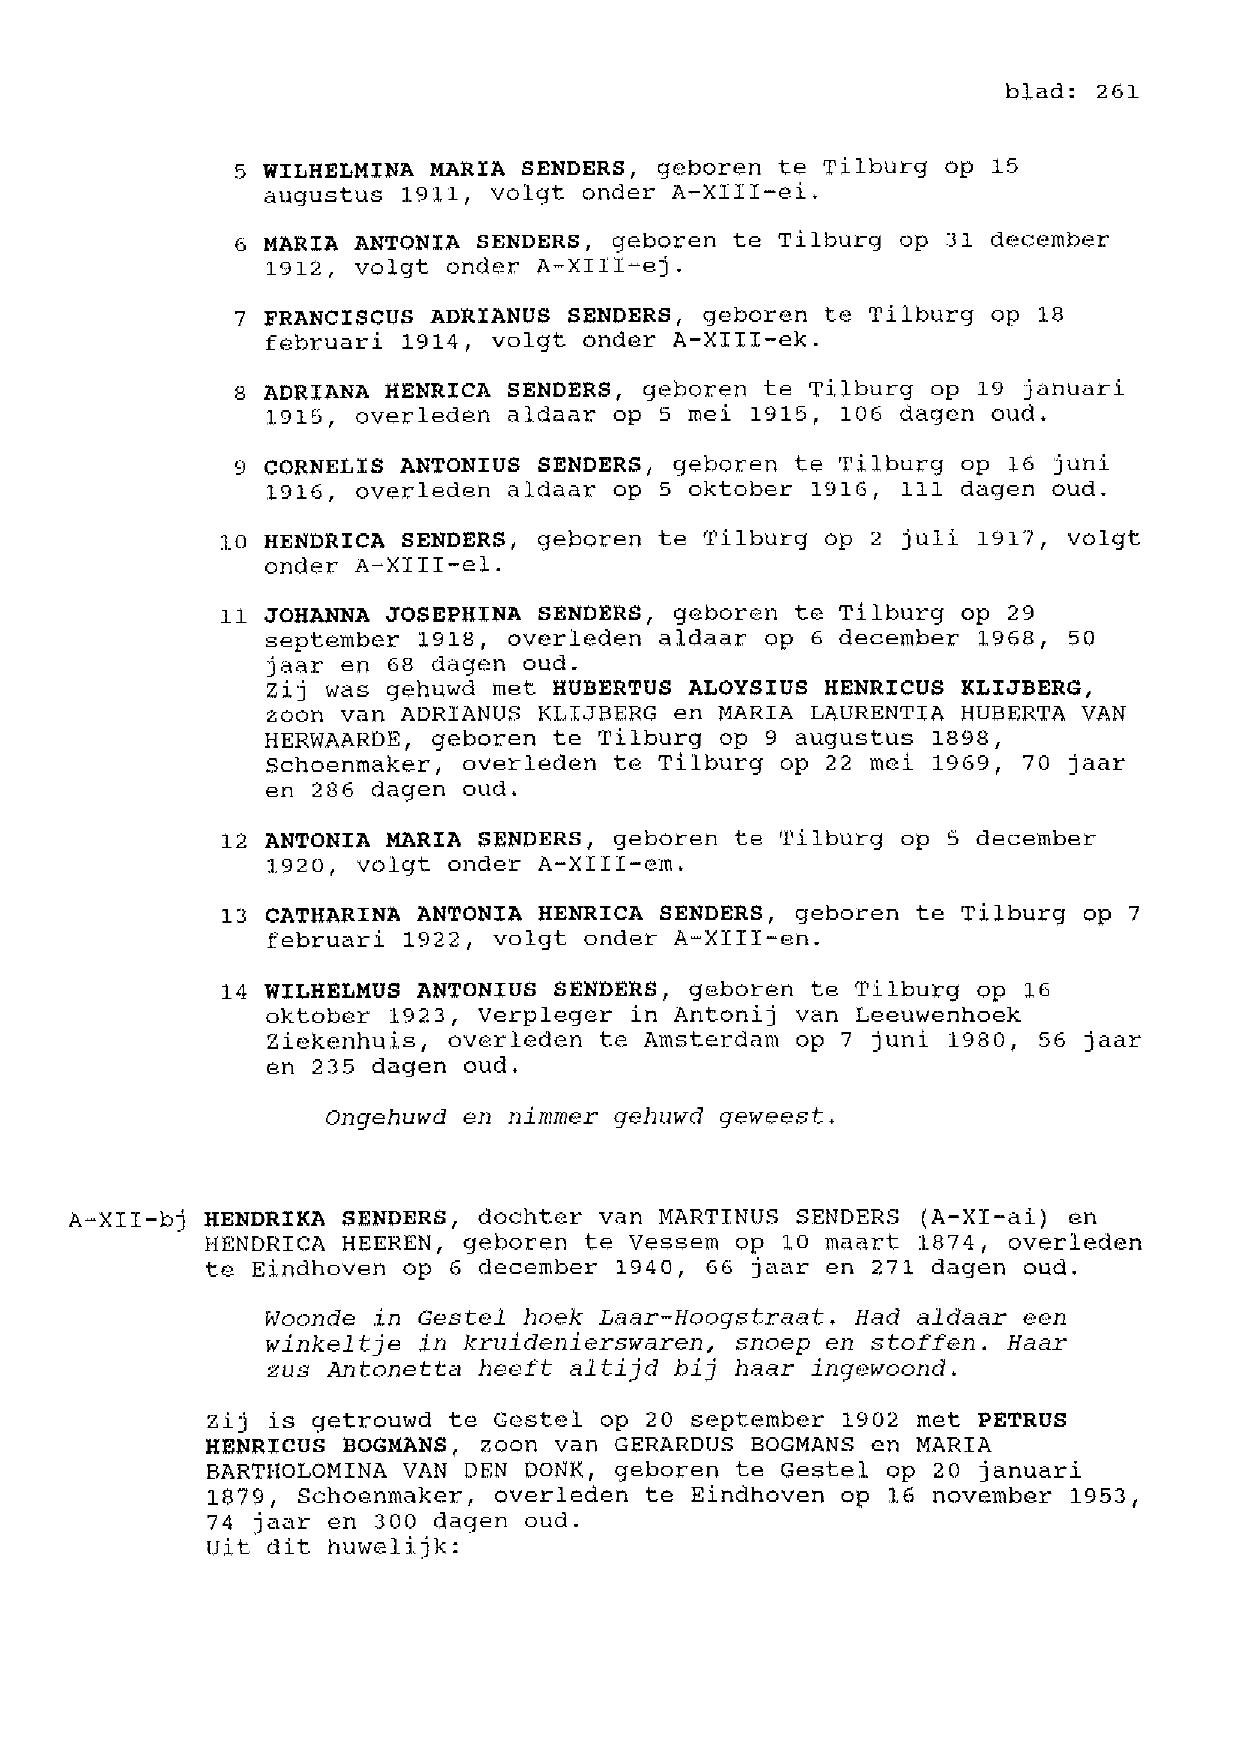 blad: 261
5 WILHELMINA MARIA SENDERS, geboren te Tilburg op 15
augustus 1911, volgt onder A-XIII-ei.
6 MARIA ANTONIA SENDERS, geboren te Tilburg op 31 december
1912, volgt onder A-XIII-ej.
7 FRANCISCUS ADRIANUS SENDERS, geboren te Tilburg op 18
februari 1914, volgt onder A-XIII-ek.
8 ADRIANA HENRICA SENDERS, geboren te Tilburg op 19 januari
1915, overleden aldaar op 5 mei 1915, 106 dagen oud.
9 CORNELIS ANTONIUS SENDERS, geboren te Tilburg op 16 juni
1916, overleden aldaar op 5 oktober 1916, 111 dagen oud.
10 HENDRICA SENDERS, geboren te Tilburg op 2 juli 1917, volgt
onder A-XIII-el.
11 JOHANNA JOSEPHINA SENDERS, geboren te Tilburg op 29
september 1918, overleden aldaar op 6 december 1968, 50
jaar en 68 dagen oud.
Zij was gehuwd met HUBERTUS ALOYSIUS HENRICUS KLIJBERG,
zoon van ADRIANUS KLIJBERG en MARIA LAURENTIA HUBERTA VAN
HERWAARDE, geboren te Tilburg op 9 augustus 1898,
Schoenmaker, overleden te Tilburg op 22 mei 1969, 70 jaar
en 286 dagen oud.
12 ANTONIA MARIA SENDERS, geboren te Tilburg op 5 december
1920, volgt onder A-XIII-em.
13 CATHARINA ANTONIA HENRICA SENDERS, geboren te Tilburg op 7
februari 1922, volgt onder A-XIII-en.
14 WILHELMUS ANTONIUS SENDERS, geboren te Tilburg op 16
oktober 1923, Verpleger in Antonij van Leeuwenhoek
Ziekenhuis, overleden te Amsterdam op 7 juni 1980, 56 jaar
en 235 dagen oud.
Ongehuwd en nimmer gehuwd geweest.
A-XII-bj HENDRIKA SENDERS, dochter van MARTINUS SENDERS (A-XI-ai) en
HENDRICA HEEREN, geboren te Vessem op 10 maart 1874, overleden
te Eindhoven op 6 december 1940, 66 jaar en 271 dagen oud.
Woonde in Gestel hoek Laar-Hoogstraat. Had aldaar een
winkeltje in kruidenierswaren, snoep en stoffen. Haar
zus Antonetta heeft altijd bij haar ingewoond.
Zij is getrouwd te Gestel op 20 september 1902 met PETRUS
HENRICUS BOGMANS, zoon van GERARDUS BOGMANS en MARIA
BARTHOLOMINA VAN DEN DONK, geboren te Gestel op 20 januari
1879, Schoenmaker, overleden te Eindhoven op 16 november 1953,
74 jaar en 300 dagen oud.
Uit dit huwelijk: